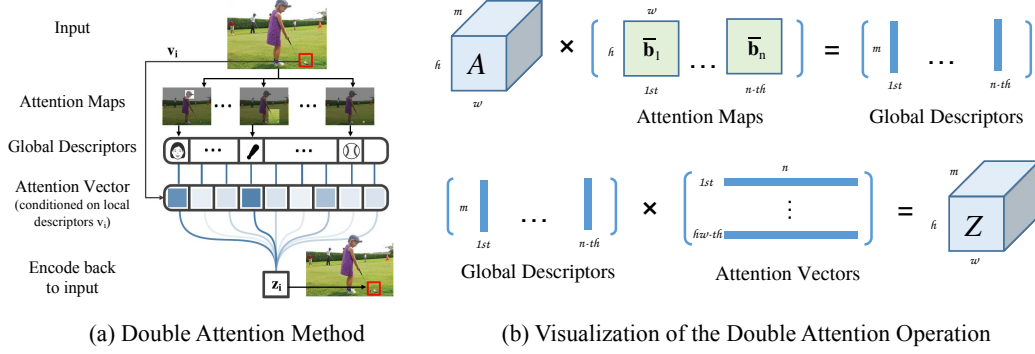 Input
v_i
Attention Maps
Global Descriptors
Attention Vector
(conditioned on local
descriptors v_i)
Encode back
to input
z_i
(a) Double Attention Method
m
h
A
w
×
w
h
b̄_1
...
b̄_n
1st
n-th
Attention Maps
=
m
...
1st
n-th
Global Descriptors
m
...
1st
n-th
Global Descriptors
×
n
1st
⋮
hw-th
Attention Vectors
=
m
h
Z
w
(b) Visualization of the Double Attention Operation